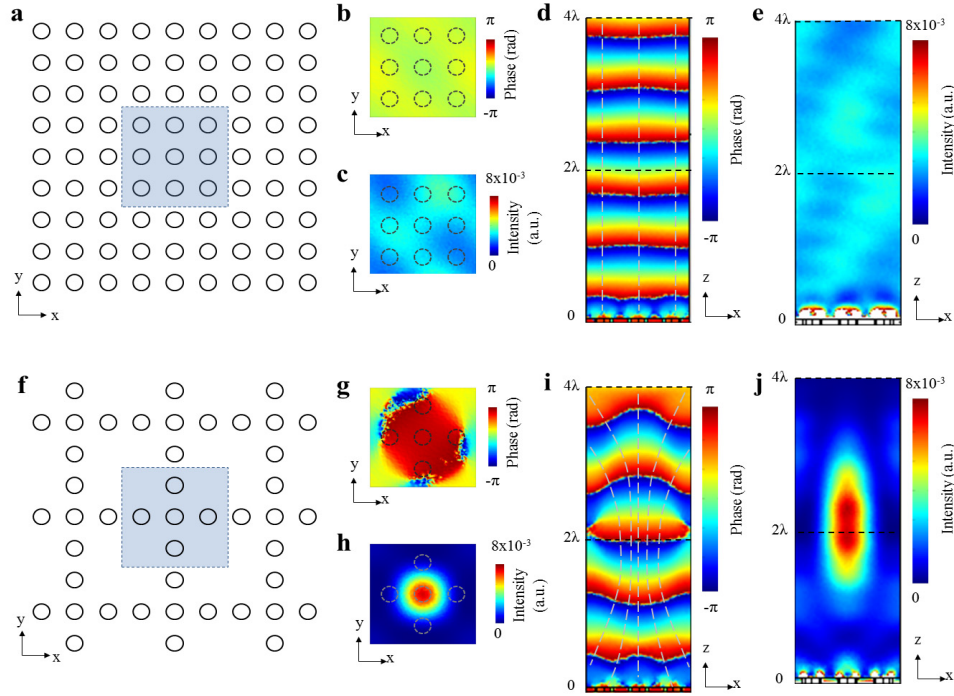 a
y
x
b
y
x
π
-π
Phase (rad)
c
y
x
8x10⁻³
0
Intensity
(a.u.)
d
4λ
2λ
0
π
-π
Phase (rad)
z
x
e
4λ
2λ
0
8x10⁻³
0
Intensity (a.u.)
z
x
f
y
x
g
y
x
π
-π
Phase (rad)
h
y
x
8x10⁻³
0
Intensity
(a.u.)
i
4λ
2λ
0
π
-π
Phase (rad)
z
x
j
4λ
2λ
0
8x10⁻³
0
Intensity (a.u.)
z
x